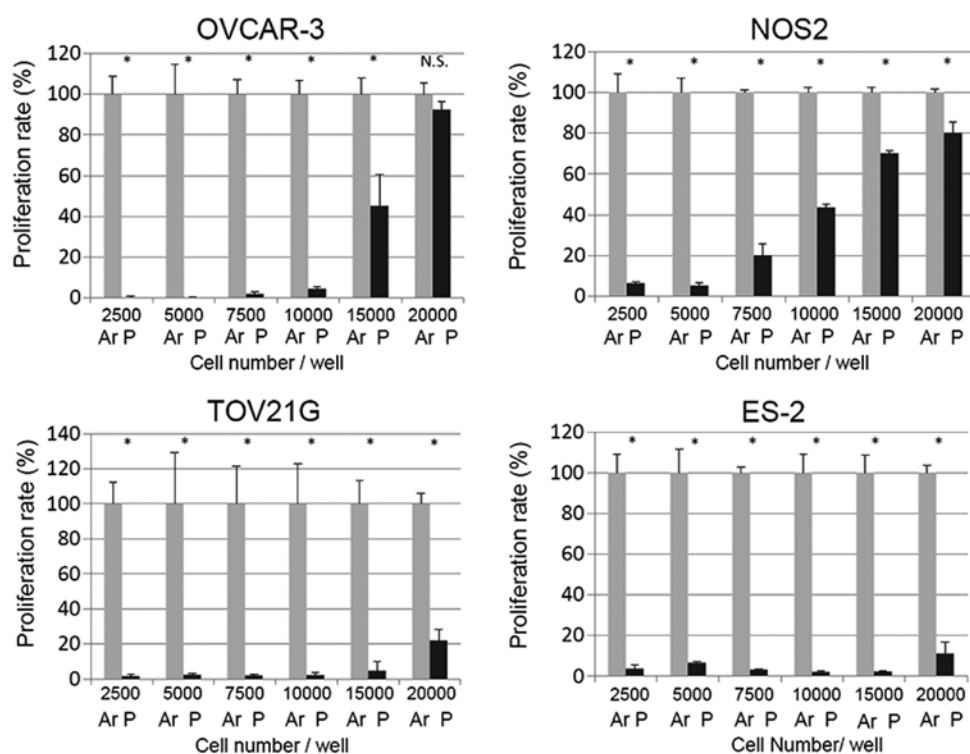 OVCAR-3
Proliferation rate (%)
120
100
80
60
40
20
0
* * * * * N.S.
2500 5000 7500 10000 15000 20000
Ar P Ar P Ar P Ar P Ar P Ar P
Cell number / well
NOS2
Proliferation rate (%)
120
100
80
60
40
20
0
* * * * * *
2500 5000 7500 10000 15000 20000
Ar P Ar P Ar P Ar P Ar P Ar P
Cell number / well
TOV21G
Proliferation rate (%)
140
120
100
80
60
40
20
0
* * * * * *
2500 5000 7500 10000 15000 20000
Ar P Ar P Ar P Ar P Ar P Ar P
Cell number/ well
ES-2
Proliferation rate (%)
120
100
80
60
40
20
0
* * * * * *
2500 5000 7500 10000 15000 20000
Ar P Ar P Ar P Ar P Ar P Ar P
Cell Number/ well